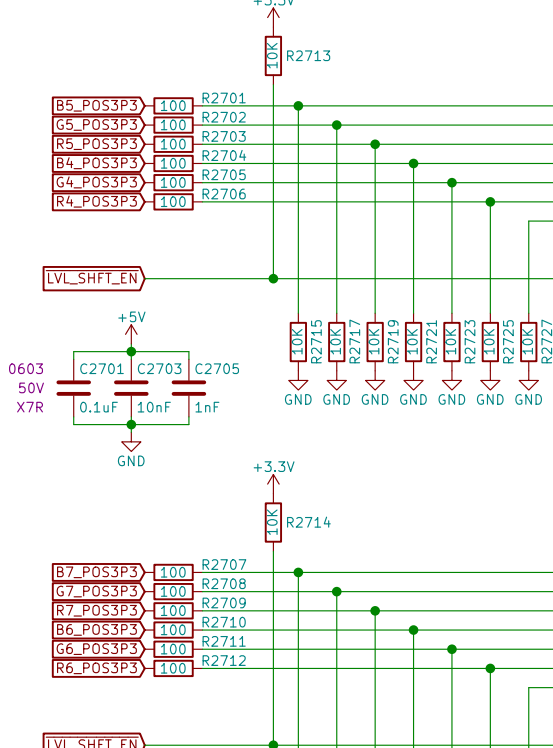 +3.3V
10K R2713
B5_POS3P3 100 R2701
G5_POS3P3 100 R2702
R5_POS3P3 100 R2703
B4_POS3P3 100 R2704
G4_POS3P3 100 R2705
R4_POS3P3 100 R2706
LVL_SHFT_EN
+5V
10K R2715 10K R2717 10K R2719 10K R2721 10K R2723 10K R2725 10K R2727
0603 C2701 C2703 C2705
50V
X7R 0.1uF 10nF 1nF
GND GND GND GND GND GND GND
GND
+3.3V
10K R2714
B7_POS3P3 100 R2707
G7_POS3P3 100 R2708
R7_POS3P3 100 R2709
B6_POS3P3 100 R2710
G6_POS3P3 100 R2711
R6_POS3P3 100 R2712
LVL_SHFT_EN